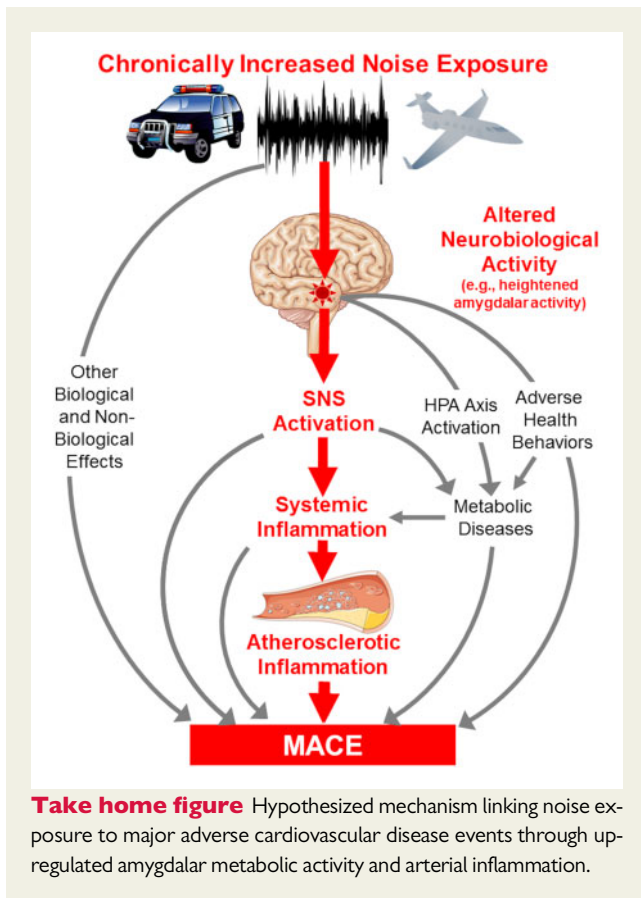 Chronically Increased Noise Exposure
Altered
Neurobiological
Activity
(e.g., heightened
amygdalar activity)
Other
Biological
and Non-
Biological
Effects
SNS
Activation
HPA Axis
Activation
Adverse
Health
Behaviors
Systemic
Inflammation
Metabolic
Diseases
Atherosclerotic
Inflammation
MACE
Take home figure Hypothesized mechanism linking noise ex-
posure to major adverse cardiovascular disease events through up-
regulated amygdalar metabolic activity and arterial inflammation.